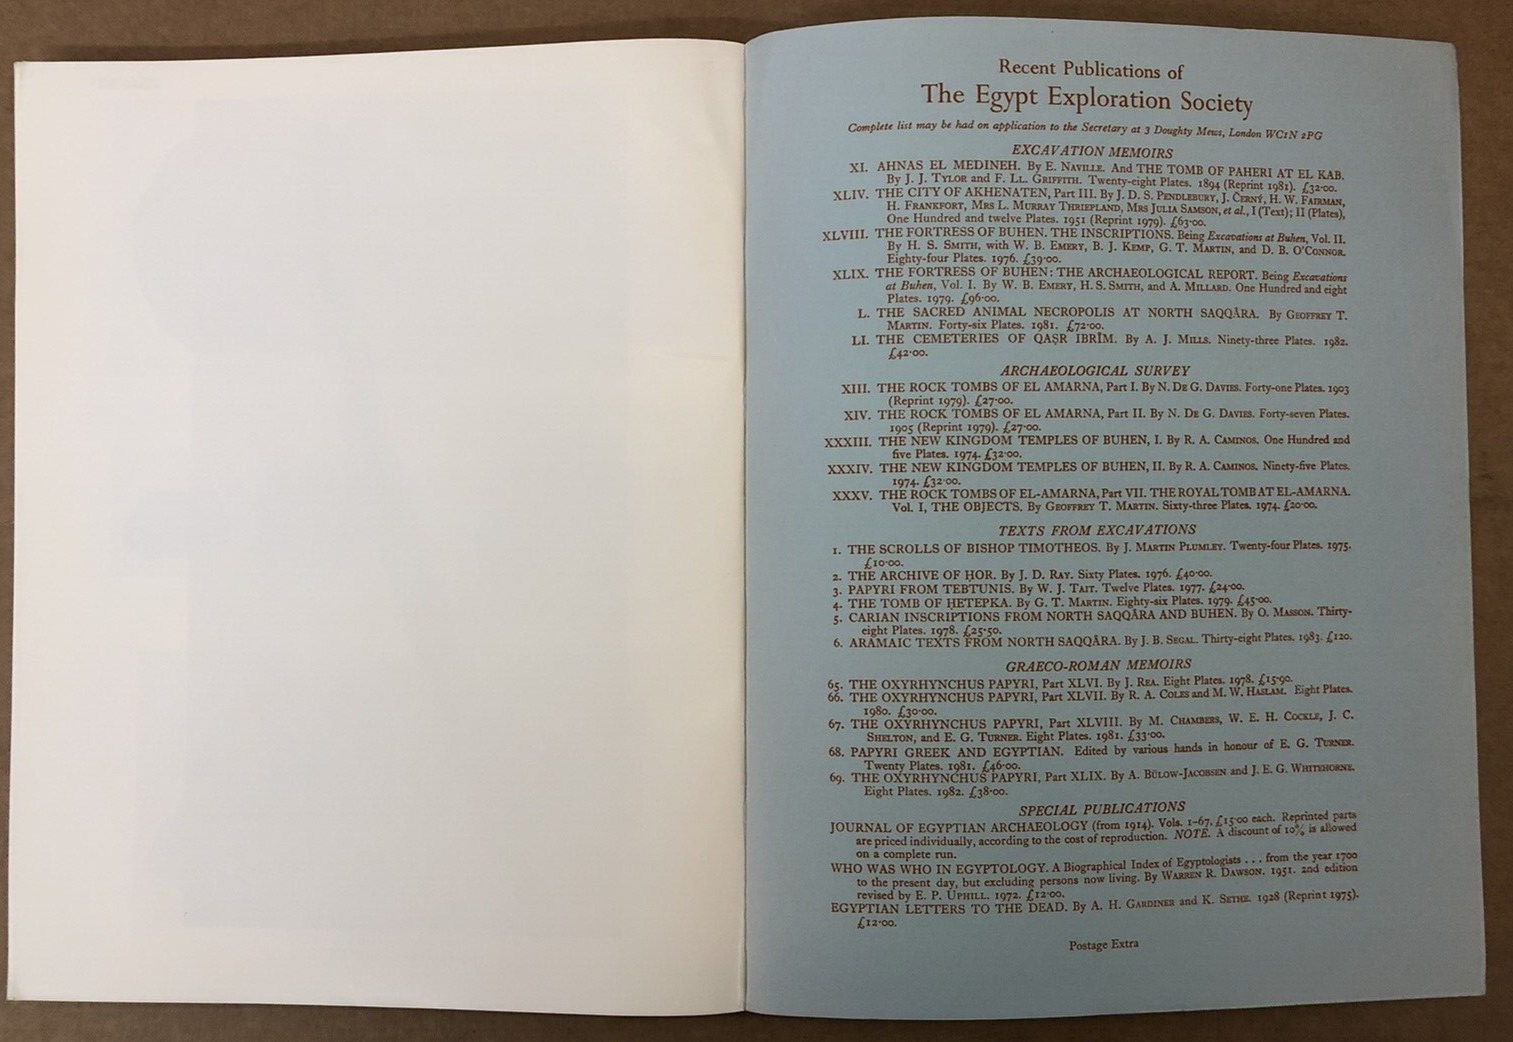 Recent Publications of
The Egypt Exploration Society
Complete list may be had on application to the Secretary at 3 Doughty Mews, London WC1N 2PG
EXCAVATION MEMOIRS
XI. AHNAS EL MEDINEH. By E. NAVILLE. And THE TOMB OF PAHERI AT EL KAB.
By J. J. TYLOR and F. LL. GRIFFITH. Twenty-eight Plates. 1894 (Reprint 1981). £32·00.
XLIV. THE CITY OF AKHENATEN, Part III. By J. D. S. PENDLEBURY, J. ČERNÝ, H. W. FAIRMAN,
H. FRANKFORT, MRS L. MURRAY THRIEPLAND, MRS JULIA SAMSON, et al., I (Text); II (Plates),
One Hundred and twelve Plates. 1951 (Reprint 1979). £63·00.
XLVIII. THE FORTRESS OF BUHEN. THE INSCRIPTIONS. Being Excavations at Buhen, Vol. II.
By H. S. SMITH, with W. B. EMERY, B. J. KEMP, G. T. MARTIN, and D. B. O'CONNOR.
Eighty-four Plates. 1976. £39·00.
XLIX. THE FORTRESS OF BUHEN: THE ARCHAEOLOGICAL REPORT. Being Excavations
at Buhen, Vol. I. By W. B. EMERY, H. S. SMITH, and A. MILLARD. One Hundred and eight
Plates. 1979. £96·00.
L. THE SACRED ANIMAL NECROPOLIS AT NORTH SAQQÂRA. By GEOFFREY T.
MARTIN. Forty-six Plates. 1981. £72·00.
LI. THE CEMETERIES OF QAṢR IBRÎM. By A. J. MILLS. Ninety-three Plates. 1982.
£42·00.
ARCHAEOLOGICAL SURVEY
XIII. THE ROCK TOMBS OF EL AMARNA, Part I. By N. DE G. DAVIES. Forty-one Plates. 1903
(Reprint 1979). £27·00.
XIV. THE ROCK TOMBS OF EL AMARNA, Part II. By N. DE G. DAVIES. Forty-seven Plates.
1905 (Reprint 1979). £27·00.
XXXIII. THE NEW KINGDOM TEMPLES OF BUHEN, I. By R. A. CAMINOS. One Hundred and
five Plates. 1974. £32·00.
XXXIV. THE NEW KINGDOM TEMPLES OF BUHEN, II. By R. A. CAMINOS. Ninety-five Plates.
1974. £32·00.
XXXV. THE ROCK TOMBS OF EL-AMARNA, Part VII. THE ROYAL TOMB AT EL-AMARNA.
Vol. I, THE OBJECTS. By GEOFFREY T. MARTIN. Sixty-three Plates. 1974. £20·00.
TEXTS FROM EXCAVATIONS
1. THE SCROLLS OF BISHOP TIMOTHEOS. By J. MARTIN PLUMLEY. Twenty-four Plates. 1975.
£10·00.
2. THE ARCHIVE OF ḤOR. By J. D. RAY. Sixty Plates. 1976. £40·00.
3. PAPYRI FROM TEBTUNIS. By W. J. TAIT. Twelve Plates. 1977. £24·00.
4. THE TOMB OF ḤETEPKA. By G. T. MARTIN. Eighty-six Plates. 1979. £45·00.
5. CARIAN INSCRIPTIONS FROM NORTH SAQQÂRA AND BUHEN. By O. MASSON. Thirty-
eight Plates. 1978. £25·50.
6. ARAMAIC TEXTS FROM NORTH SAQQÂRA. By J. B. SEGAL. Thirty-eight Plates. 1983. £120.
GRAECO-ROMAN MEMOIRS
65. THE OXYRHYNCHUS PAPYRI, Part XLVI. By J. REA. Eight Plates. 1978. £15·90.
66. THE OXYRHYNCHUS PAPYRI, Part XLVII. By R. A. COLES and M. W. HASLAM. Eight Plates.
1980. £30·00.
67. THE OXYRHYNCHUS PAPYRI, Part XLVIII. By M. CHAMBERS, W. E. H. COCKLE, J. C.
SHELTON, and E. G. TURNER. Eight Plates. 1981. £33·00.
68. PAPYRI GREEK AND EGYPTIAN. Edited by various hands in honour of E. G. TURNER.
Twenty Plates. 1981. £46·00.
69. THE OXYRHYNCHUS PAPYRI, Part XLIX. By A. BÜLOW-JACOBSEN and J. E. G. WHITEHORNE.
Eight Plates. 1982. £38·00.
SPECIAL PUBLICATIONS
JOURNAL OF EGYPTIAN ARCHAEOLOGY (from 1914). Vols. 1-67, £15·00 each. Reprinted parts
are priced individually, according to the cost of reproduction. NOTE. A discount of 10% is allowed
on a complete run.
WHO WAS WHO IN EGYPTOLOGY. A Biographical Index of Egyptologists . . . from the year 1700
to the present day, but excluding persons now living. By WARREN R. DAWSON. 1951. 2nd edition
revised by E. P. UPHILL. 1972. £12·00.
EGYPTIAN LETTERS TO THE DEAD. By A. H. GARDINER and K. SETHE. 1928 (Reprint 1975).
£12·00.
Postage Extra